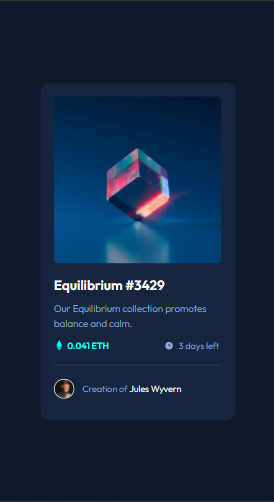 Equilibrium #3429
Our Equilibrium collection promotes
balance and calm.
0.041 ETH 3 days left
Creation of Jules Wyvern